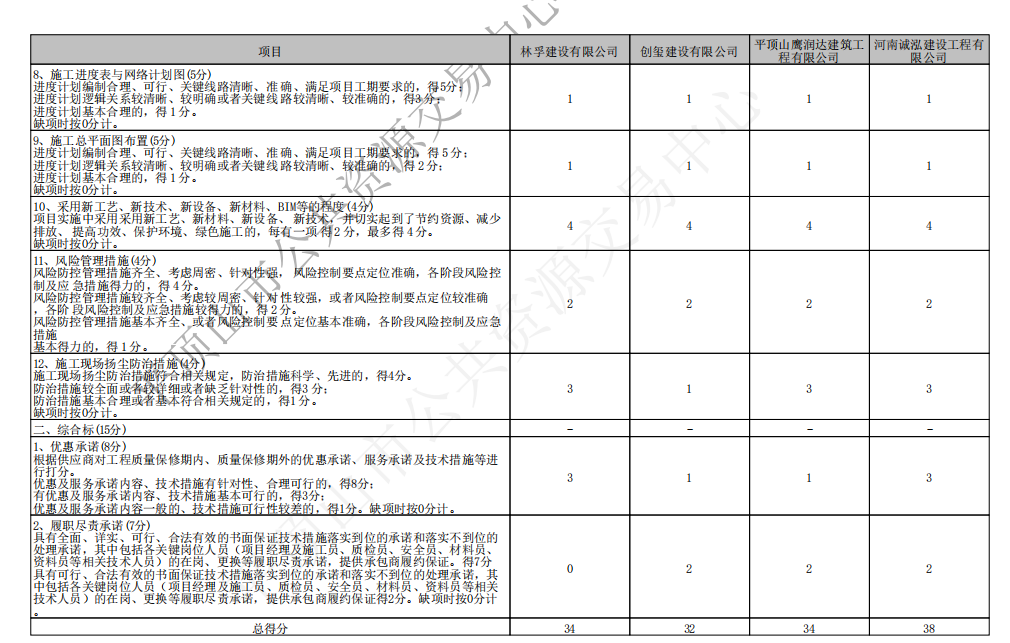 项目 林孚建设有限公司 创玺建设有限公司 平顶山鹰润达建筑工程有限公司 河南诚泓建设工程有限公司
8、施工进度表与网络计划图(5分)
进度计划编制合理、可行、关键线路清晰、准确、满足项目工期要求的，得5分；
进度计划逻辑关系较清晰、较明确或者关键线路较清晰、较准确的，得3分；
进度计划基本合理的，得1分。
缺项时按0分计。
1 1 1 1
9、施工总平面图布置(5分)
进度计划编制合理、可行、关键线路清晰、准确、满足项目工期要求的，得5分；
进度计划逻辑关系较清晰、较明确或者关键线路较清晰、较准确的，得2分；
进度计划基本合理的，得1分。
缺项时按0分计。
1 1 1 1
10、采用新工艺、新技术、新设备、新材料、BIM等的程度(4分)
项目实施中采用采用新工艺、新材料、新设备、新技术，并切实起到了节约资源、减少
排放、提高功效、保护环境、绿色施工的，每有一项得2分，最多得4分。
缺项时按0分计。
4 4 4 4
11、风险管理措施(4分)
风险防控管理措施齐全、考虑周密、针对性强，风险控制要点定位准确，各阶段风险控
制及应急措施得力的，得4分。
风险防控管理措施较齐全、考虑较周密、针对性较强，或者风险控制要点定位较准确
，各阶段风险控制及应急措施较得力的，得2分。
风险防控管理措施基本齐全、或者风险控制要点定位基本准确，各阶段风险控制及应急
措施
基本得力的，得1分。
2 2 2 2
12、施工现场扬尘防治措施(4分)
施工现场扬尘防治措施符合相关规定，防治措施科学、先进的，得4分。
防治措施较全面或者较详细或者缺乏针对性的，得3分；
防治措施基本合理或者基本符合相关规定的，得1分。
缺项时按0分计。
3 1 3 3
二、综合标(15分) – – – –
1、优惠承诺(8分)
根据供应商对工程质量保修期内、质量保修期外的优惠承诺、服务承诺及技术措施等进
行打分。
优惠及服务承诺内容、技术措施有针对性、合理可行的，得8分；
有优惠及服务承诺内容、技术措施基本可行的，得3分；
优惠及服务承诺内容一般的、技术措施可行性较差的，得1分。缺项时按0分计。
3 1 1 3
2、履职尽责承诺(7分)
具有全面、详实、可行、合法有效的书面保证技术措施落实到位的承诺和落实不到位的
处理承诺，其中包括各关键岗位人员（项目经理及施工员、质检员、安全员、材料员、
资料员等相关技术人员）的在岗、更换等履职尽责承诺，提供承包商履约保证。得7分
具有可行、合法有效的书面保证技术措施落实到位的承诺和落实不到位的处理承诺，其
中包括各关键岗位人员（项目经理及施工员、质检员、安全员、材料员、资料员等相关
技术人员）的在岗、更换等履职尽责承诺，提供承包商履约保证得2分。缺项时按0分计
。
0 2 2 2
总得分 34 32 34 38
顶山市公共资源交易中心
市公共资源交易中心